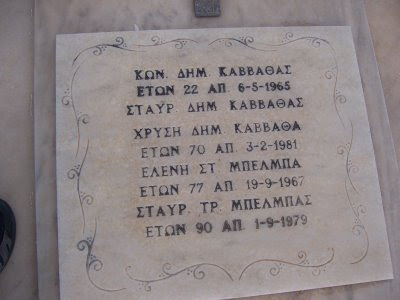 ΚΩΝ. ΔΗΜ. ΚΑΒΒΑΘΑΣ
ΕΤΩΝ 22 ΑΠ. 6-5-1965
ΣΤΑΥΡ. ΔΗΜ. ΚΑΒΒΑΘΑΣ
ΧΡΥΣΗ ΔΗΜ. ΚΑΒΒΑΘΑ
ΕΤΩΝ 70 ΑΠ. 3-2-1981
ΕΛΕΝΗ ΣΤ. ΜΠΕΛΜΠΑ
ΕΤΩΝ 77 ΑΠ. 19-9-1967
ΣΤΑΥΡ. ΤΡ. ΜΠΕΛΜΠΑΣ
ΕΤΩΝ 90 ΑΠ. 1-9-1979